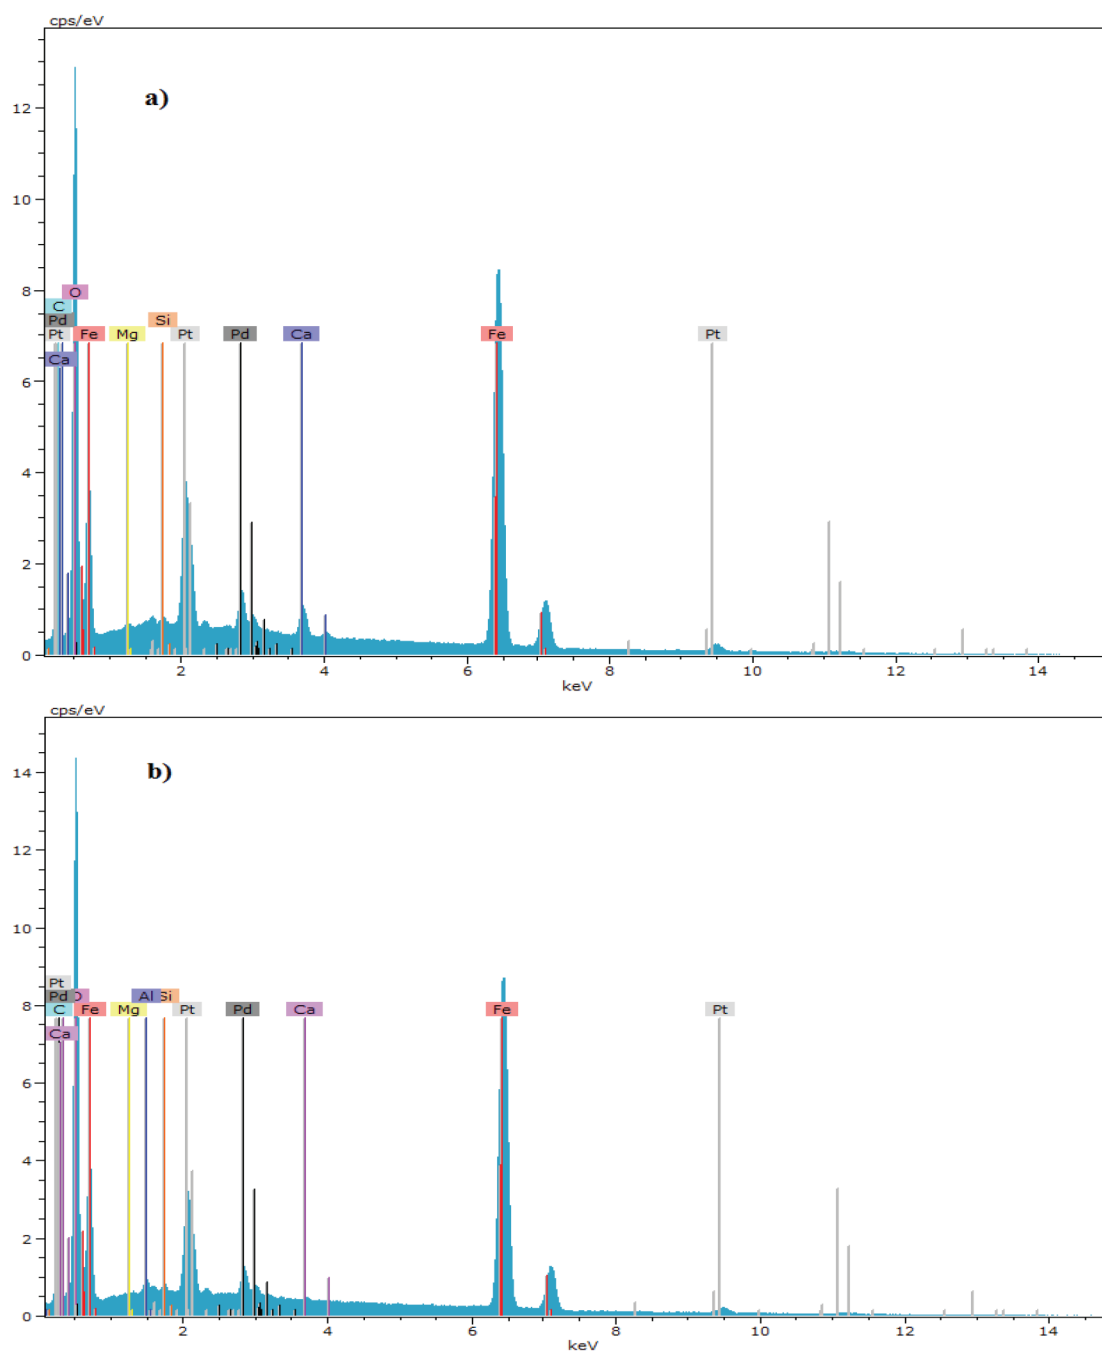 cps/eV
a)
12
10
8
6
4
2
0
O
C
Pd
Pt Fe Mg Si Pt Pd Ca Fe Pt
Ca
2 4 6 8 10 12 14
keV
cps/eV
b)
14
12
10
8
6
4
2
0
Pt
Pd O Al Si
C Fe Mg Pt Pd Ca Fe Pt
Ca
2 4 6 8 10 12 14
keV